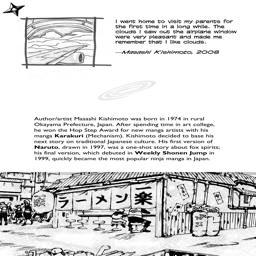 I went home to visit my parents for
the first time in a long while. The
clouds I saw out the airplane window
were very pleasant and made me
remember that I like clouds.
—Masashi Kishimoto, 2008
Author/artist Masashi Kishimoto was born in 1974 in rural
Okayama Prefecture, Japan. After spending time in art college,
he won the Hop Step Award for new manga artists with his
manga Karakuri (Mechanism). Kishimoto decided to base his
next story on traditional Japanese culture. His first version of
Naruto, drawn in 1997, was a one-shot story about fox spirits;
his final version, which debuted in Weekly Shonen Jump in
1999, quickly became the most popular ninja manga in Japan.
ラーメン 楽